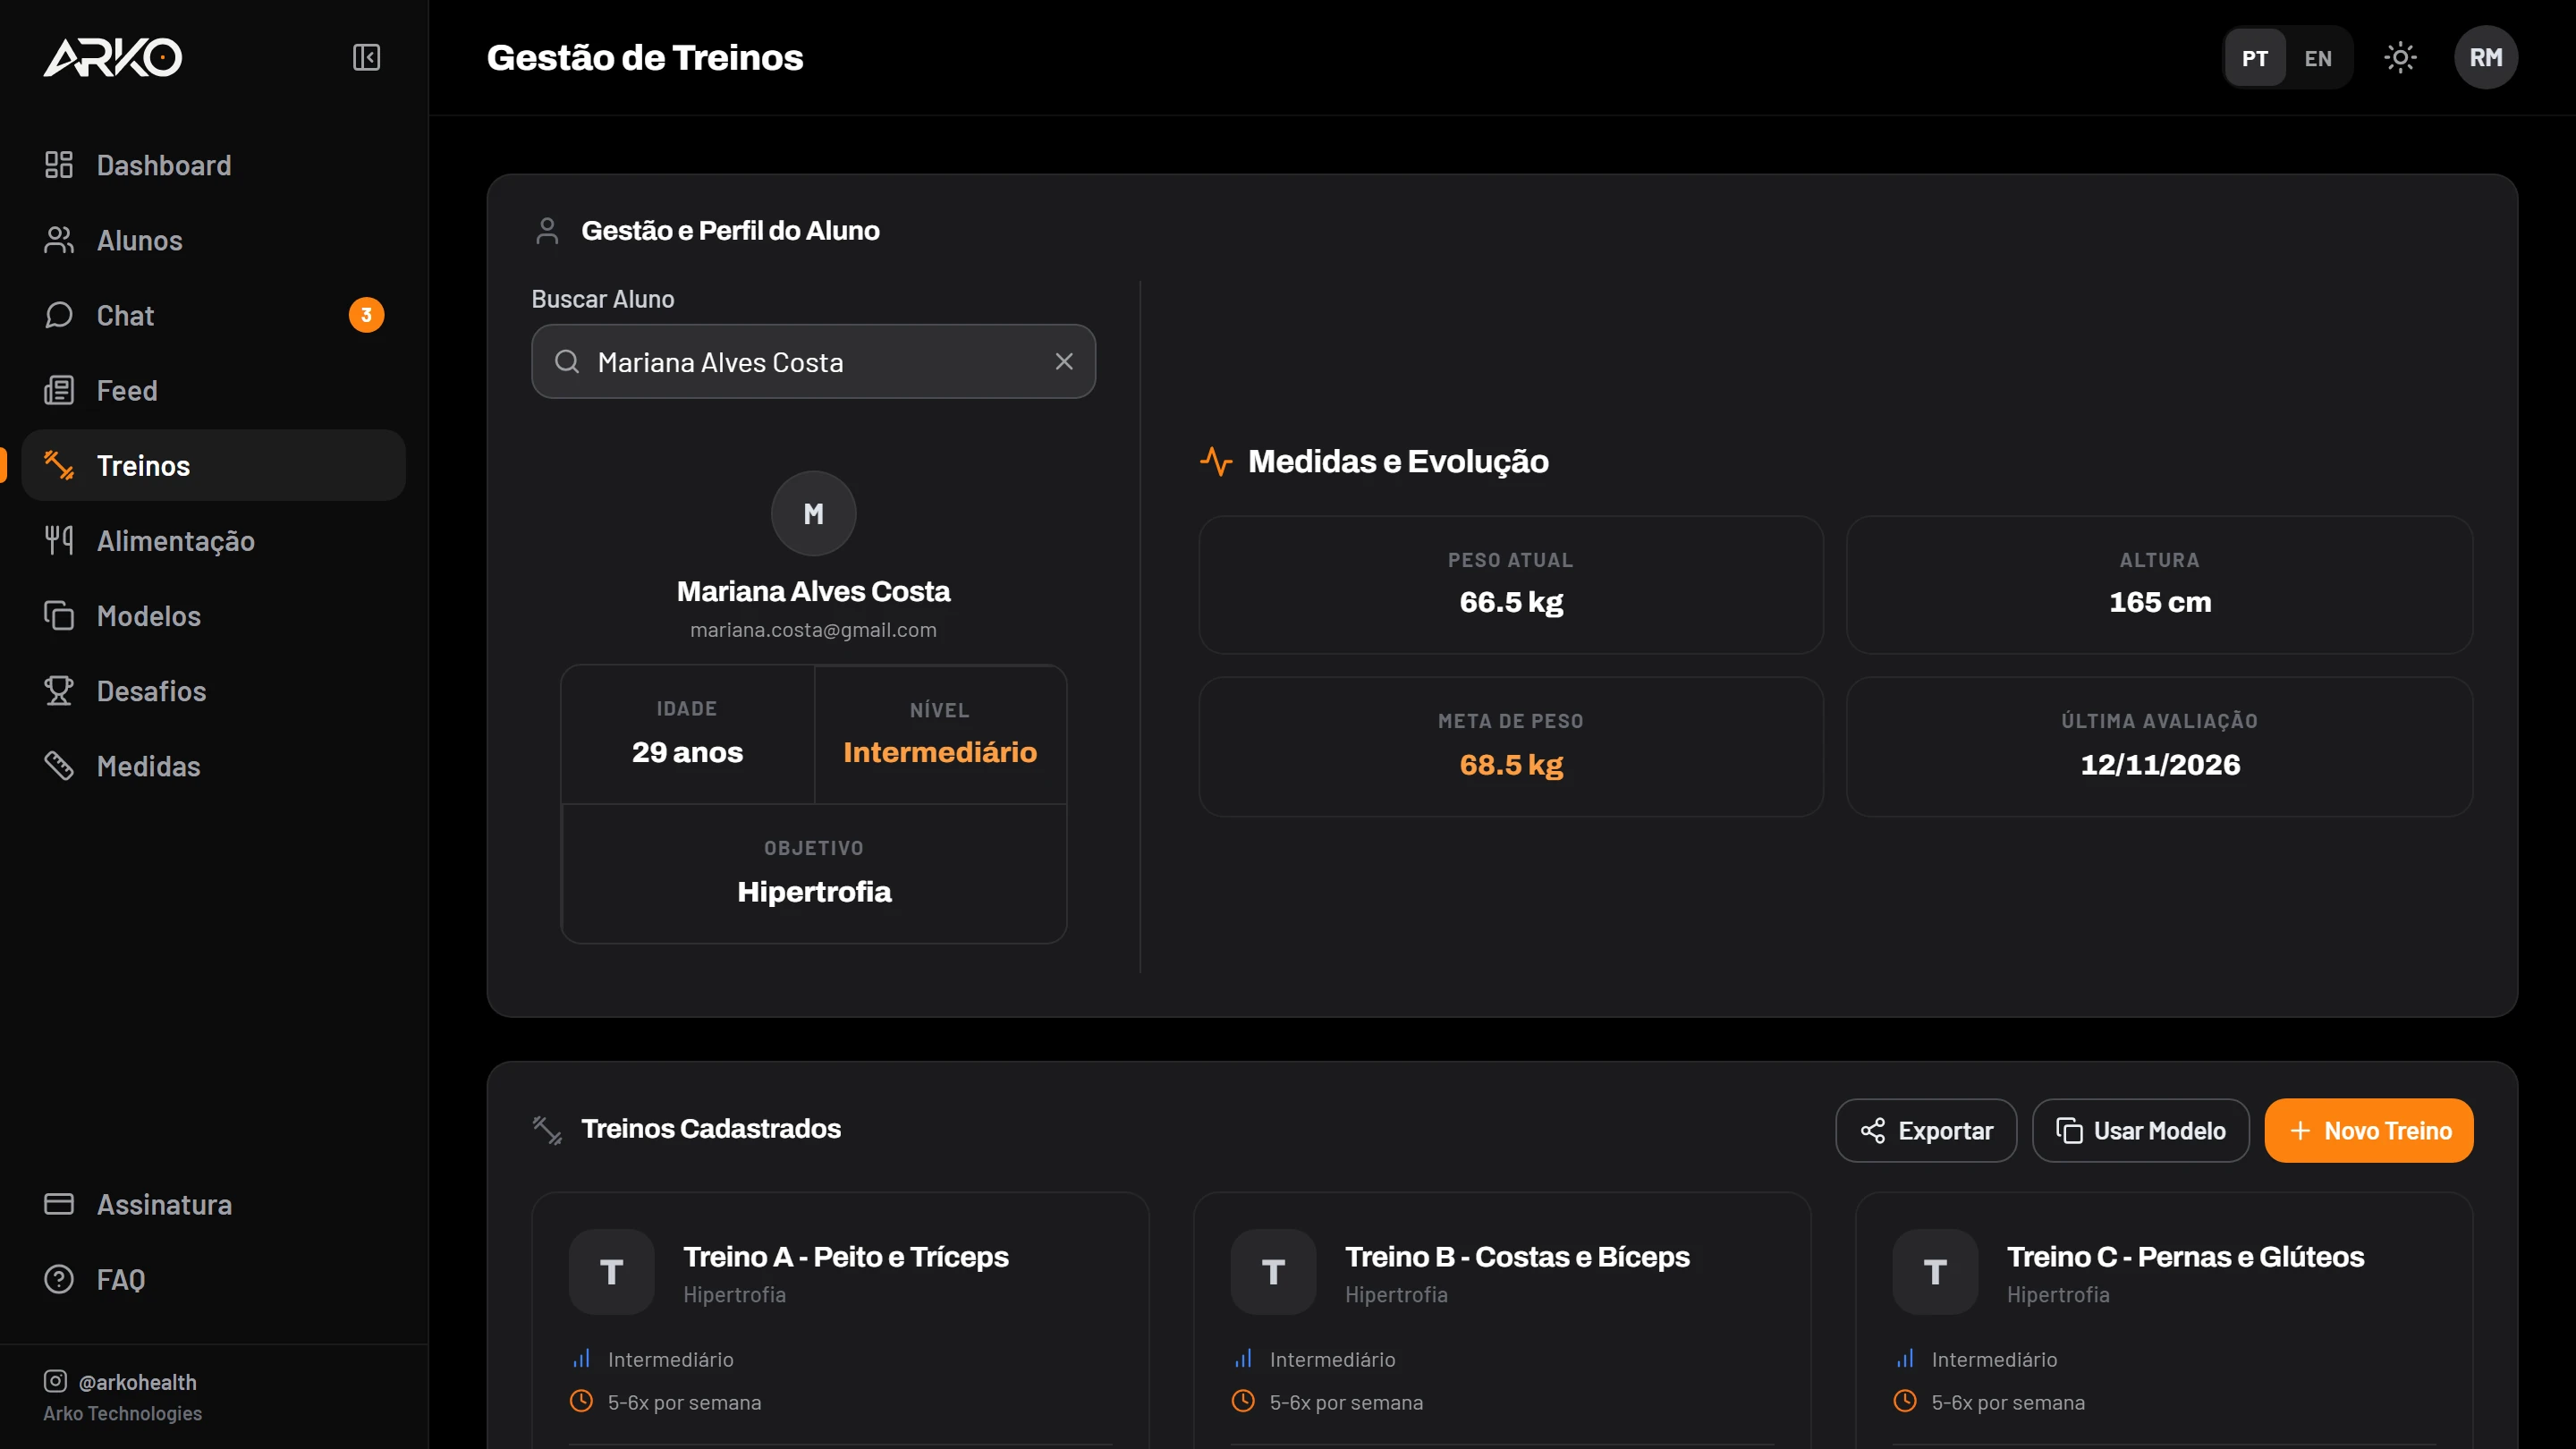 ARKO
Dashboard
Alunos
Chat
3
Feed
Treinos
Alimentação
Modelos
Desafios
Medidas
Assinatura
FAQ
@arkohealth
Arko Technologies
Gestão de Treinos
PT
EN
RM
Gestão e Perfil do Aluno
Buscar Aluno
Mariana Alves Costa
M
Mariana Alves Costa
mariana.costa@gmail.com
IDADE
29 anos
NÍVEL
Intermediário
OBJETIVO
Hipertrofia
Medidas e Evolução
PESO ATUAL
66.5 kg
ALTURA
165 cm
META DE PESO
68.5 kg
ÚLTIMA AVALIAÇÃO
12/11/2026
Treinos Cadastrados
Exportar
Usar Modelo
Novo Treino
T
Treino A - Peito e Tríceps
Hipertrofia
Intermediário
5-6x por semana
T
Treino B - Costas e Bíceps
Hipertrofia
Intermediário
5-6x por semana
T
Treino C - Pernas e Glúteos
Hipertrofia
Intermediário
5-6x por semana